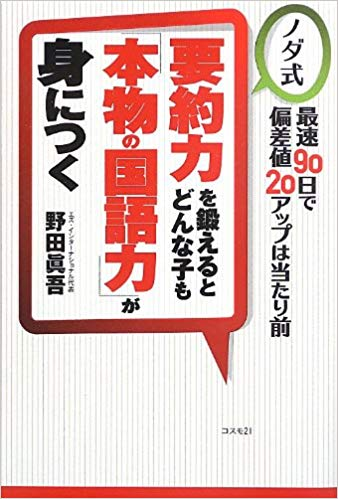 ノダ式
最速90日で
偏差値20アップは当たり前
「要約力」
を鍛えると
どんな子も
「本物の国語力」が
身につく
エス・インターナショナル代表
野田眞吾
コスモ21